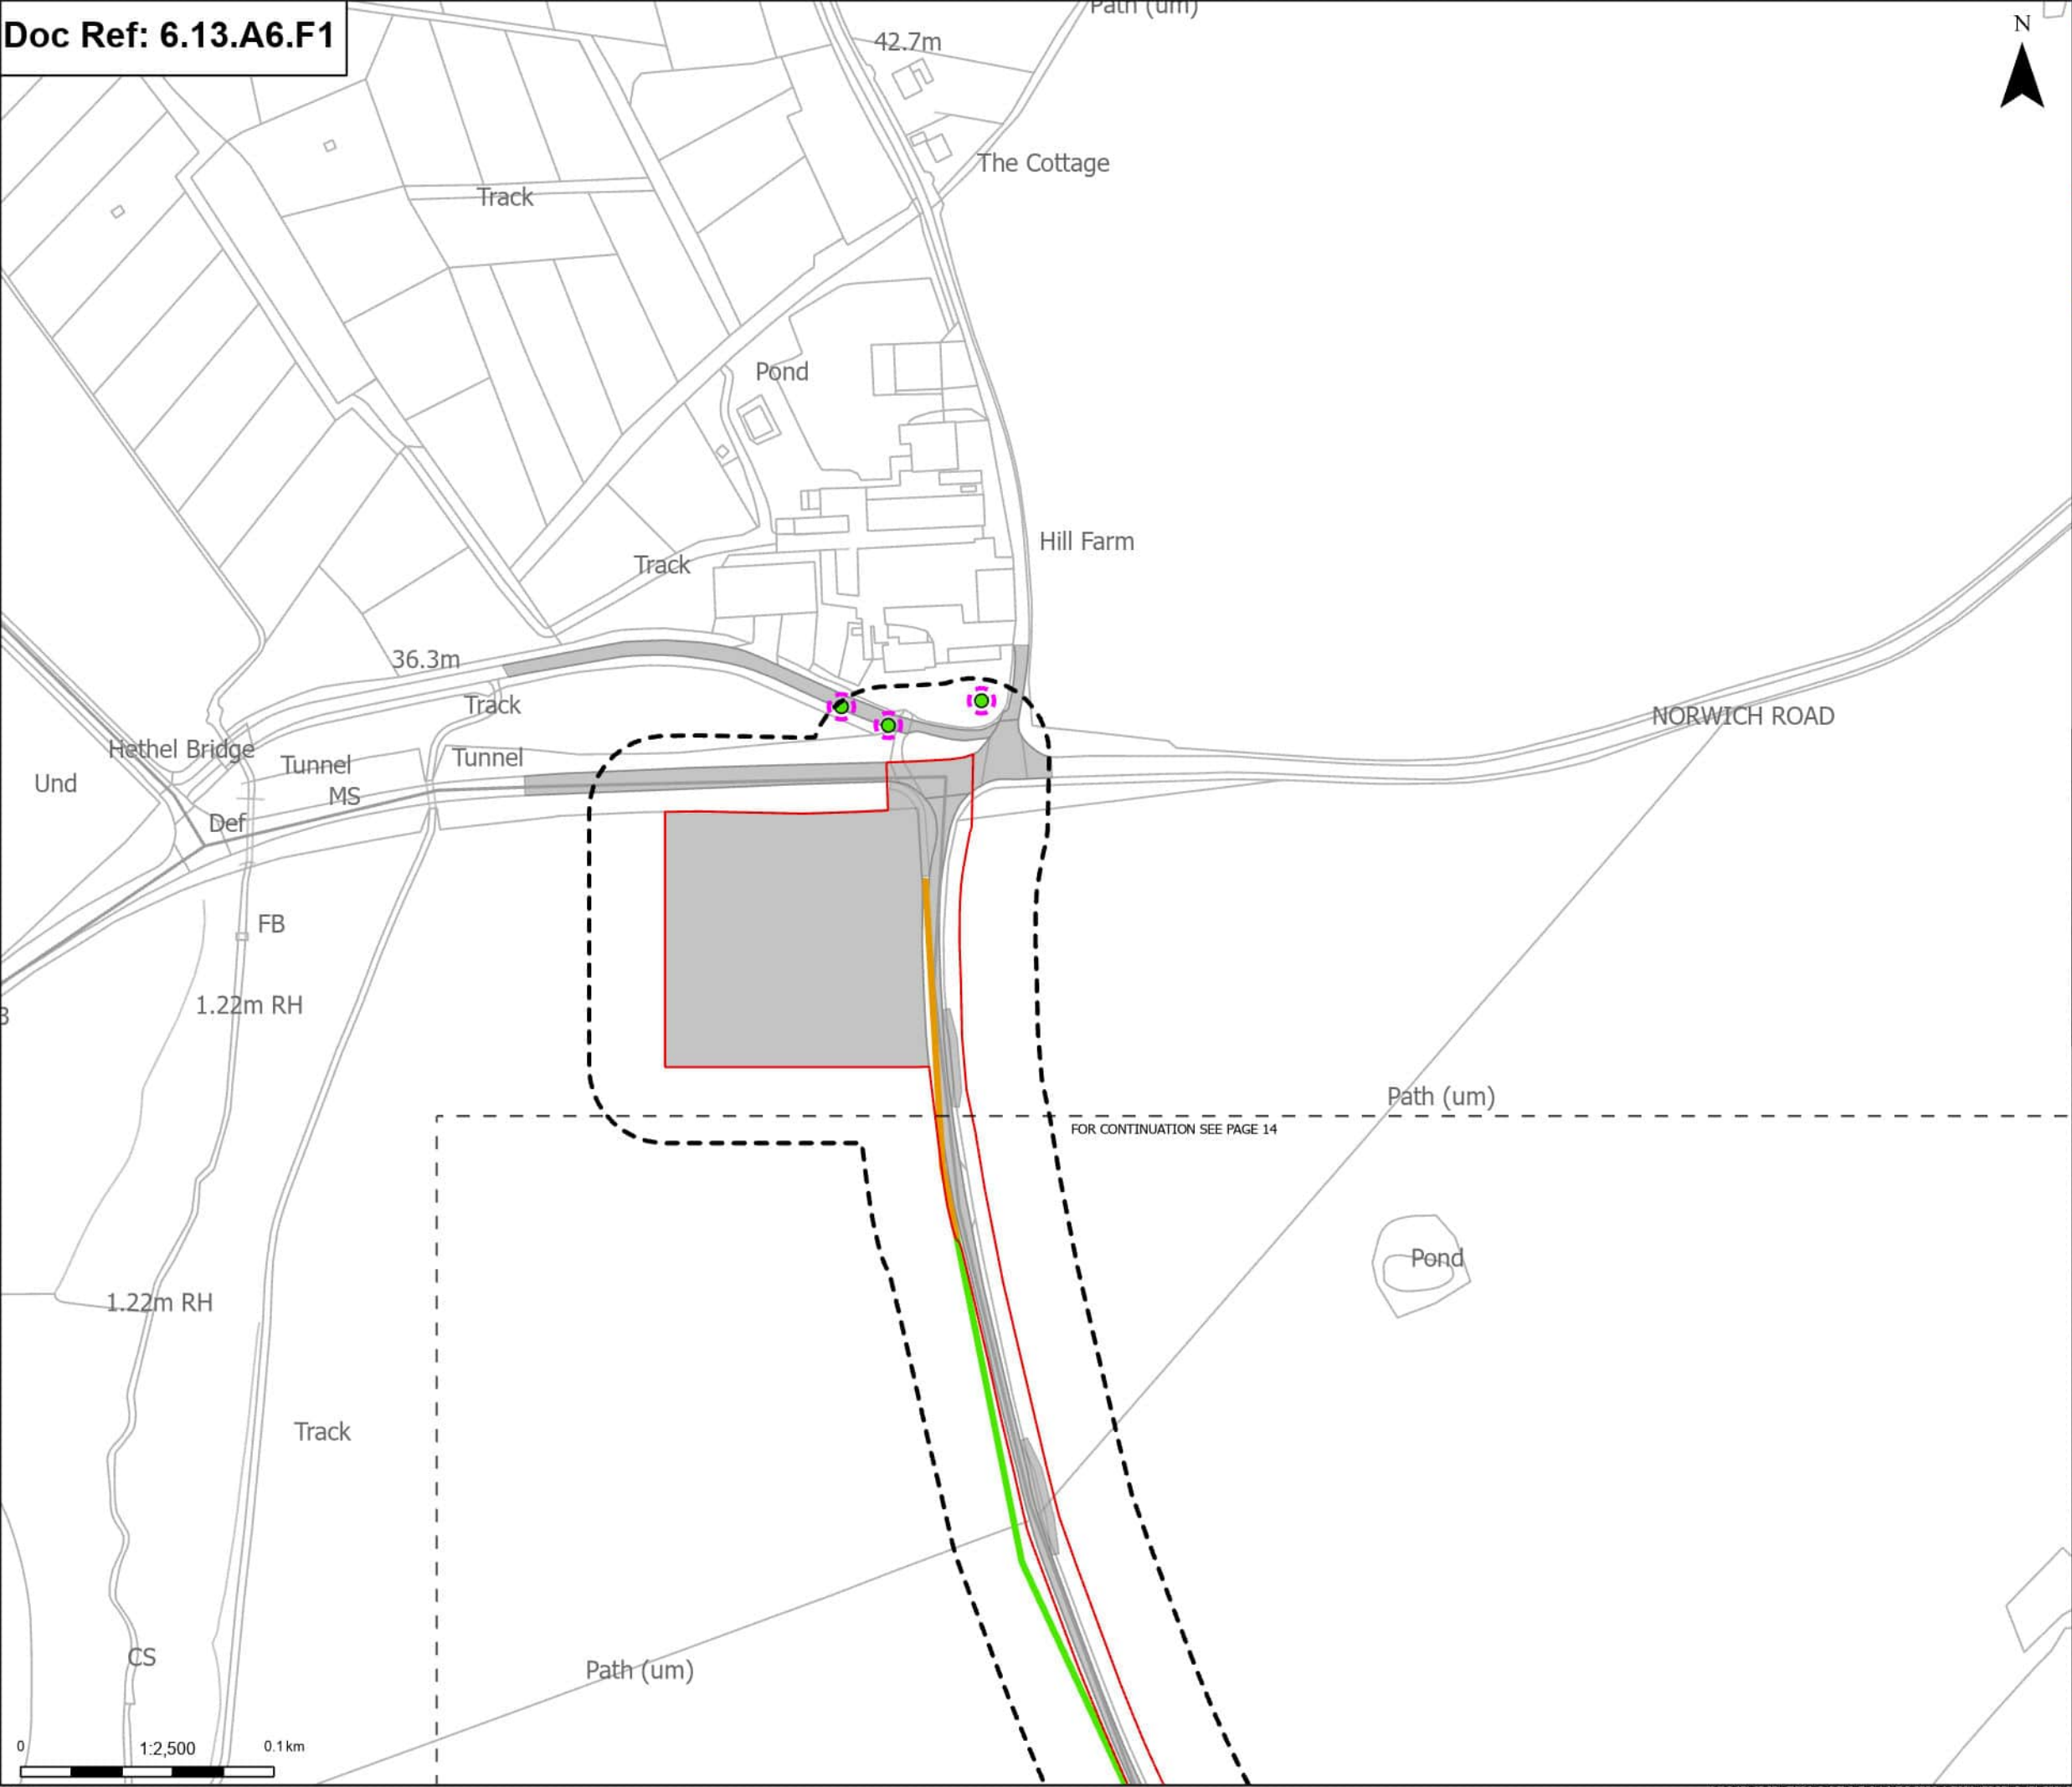 Path (um)
Doc Ref: 6.13.A6.F1
N
42.7m
The Cottage
Track
Pond
Hill Farm
Track
36.3m
Track
NORWICH ROAD
Hethel Bridge
Tunnel
Tunnel
Und
MS
Def
FB
1.22m RH
Path (um)
FOR CONTINUATION SEE PAGE 14
Pond
1.22m RH
Track
CS
Path (um)
0
1:2,500
0.1 km